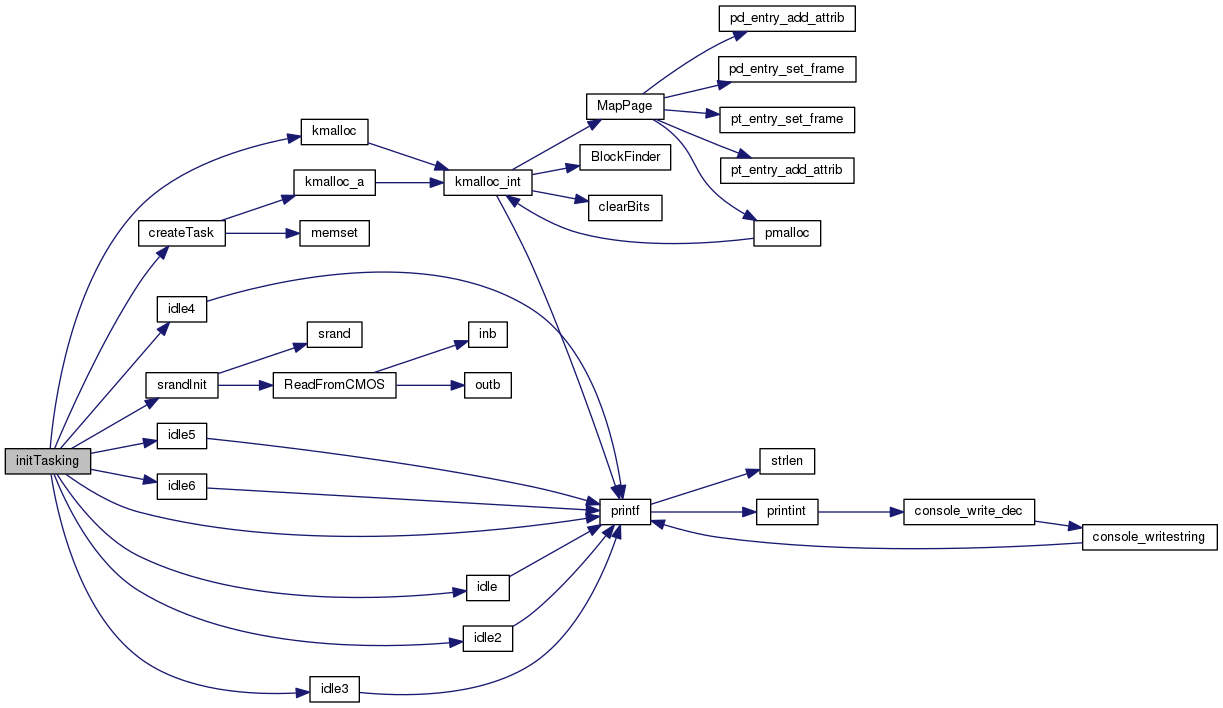 pd_entry_add_attrib
pd_entry_set_frame
MapPage
pt_entry_set_frame
kmalloc
BlockFinder
pt_entry_add_attrib
kmalloc_a
kmalloc_int
clearBits
createTask
memset
pmalloc
idle4
srand
inb
srandInit
ReadFromCMOS
outb
idle5
initTasking
strlen
idle6
printf
printint
console_write_dec
console_writestring
idle
idle2
idle3